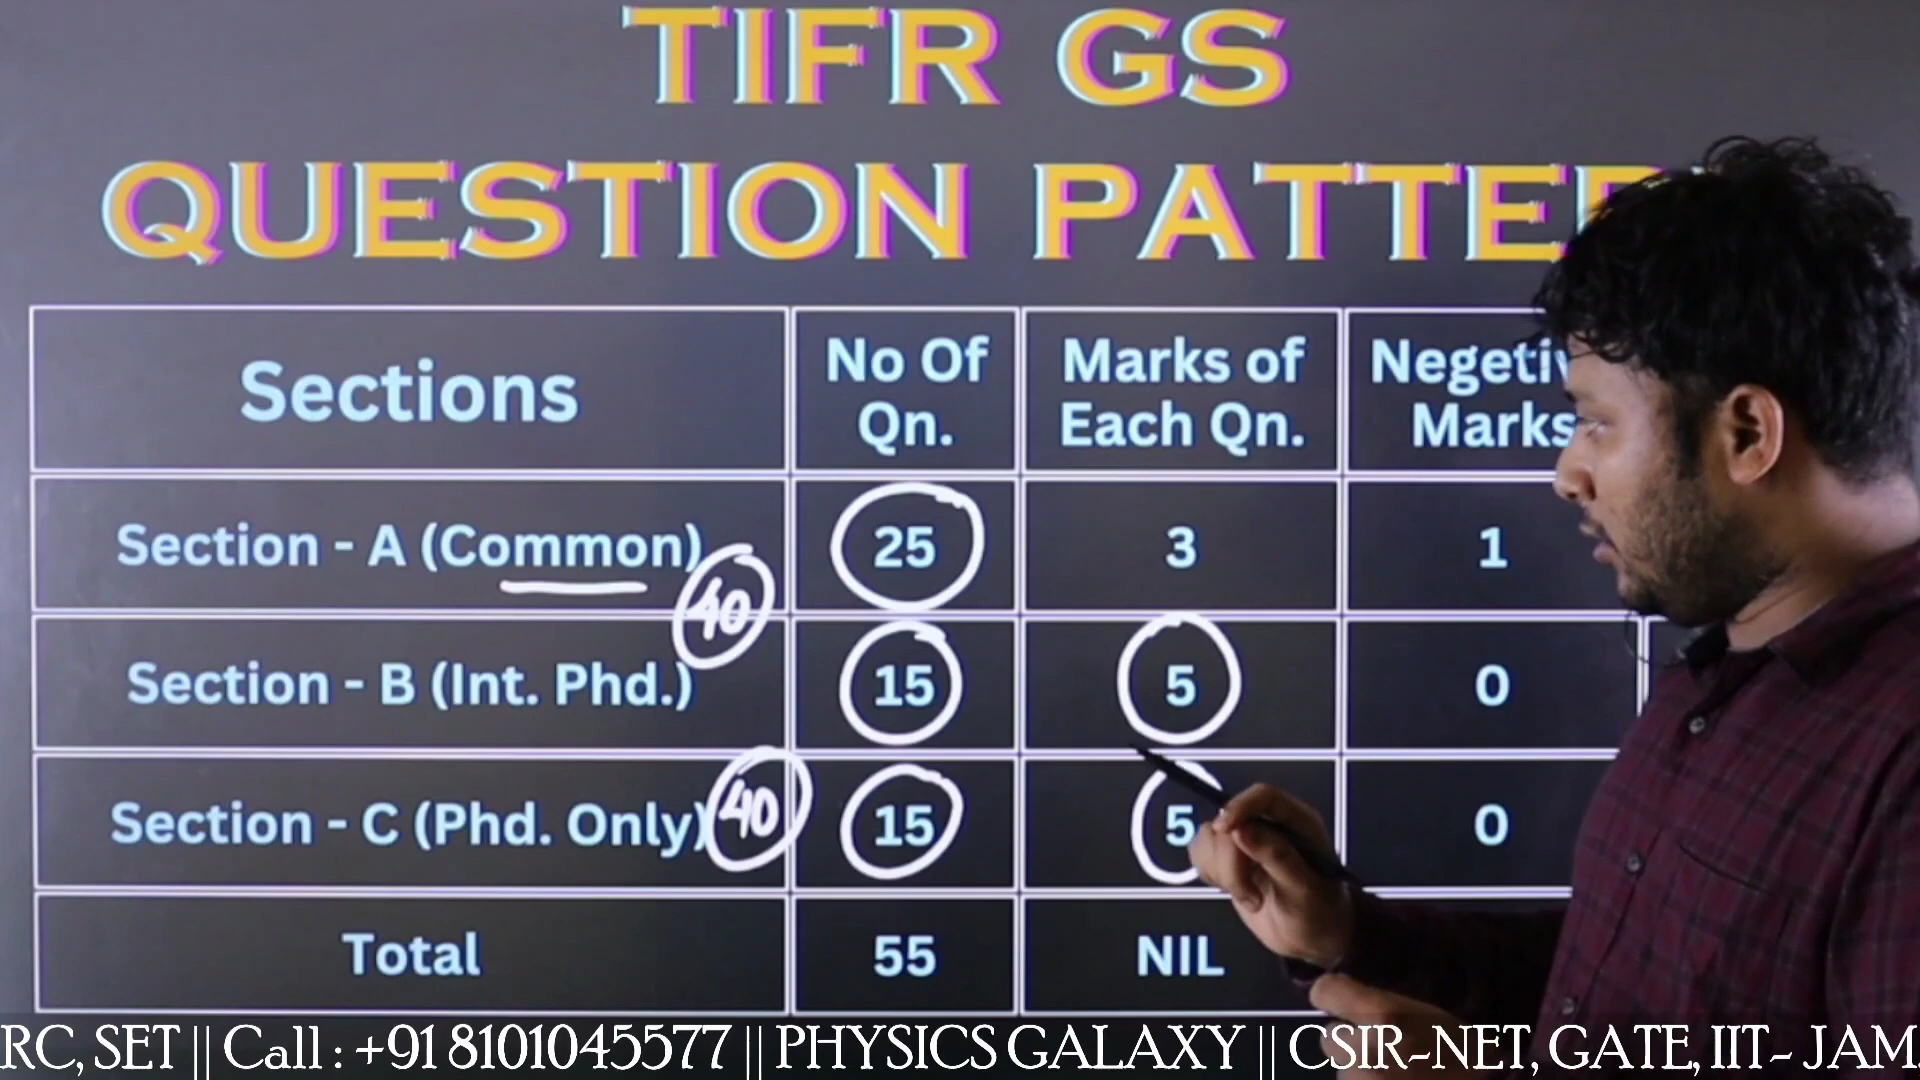 TIFR GS
QUESTION PATTER
Sections
No Of
Qn.
Marks of
Each Qn.
Negetiv
Marks
Section - A (Common)
25
3
1
40
Section - B (Int. Phd.)
15
5
0
Section - C (Phd. Only)
40
15
5
0
Total
55
NIL
RC, SET || Call : +91 8101045577 || PHYSICS GALAXY || CSIR-NET, GATE, IIT- JAM